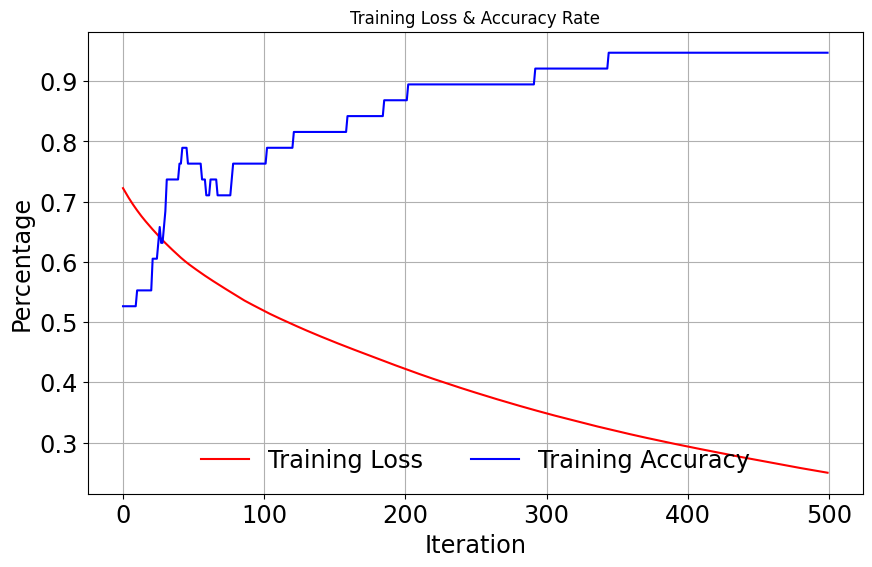 Training Loss & Accuracy Rate
Percentage
0.9
0.8
0.7
0.6
0.5
0.4
0.3
Training Loss Training Accuracy
0 100 200 300 400 500
Iteration